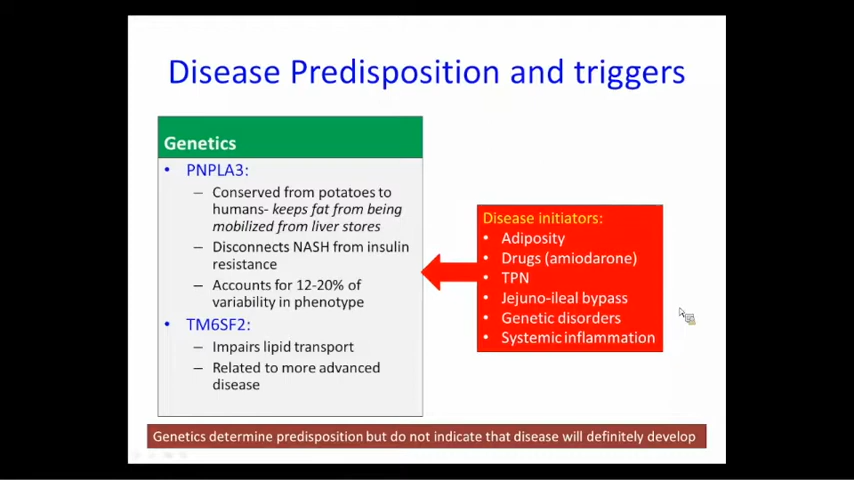 Disease Predisposition and triggers
Genetics
• PNPLA3:
– Conserved from potatoes to
humans- keeps fat from being
mobilized from liver stores
– Disconnects NASH from insulin
resistance
– Accounts for 12-20% of
variability in phenotype
• TM6SF2:
– Impairs lipid transport
– Related to more advanced
disease
Disease initiators:
• Adiposity
• Drugs (amiodarone)
• TPN
• Jejuno-ileal bypass
• Genetic disorders
• Systemic inflammation
Genetics determine predisposition but do not indicate that disease will definitely develop